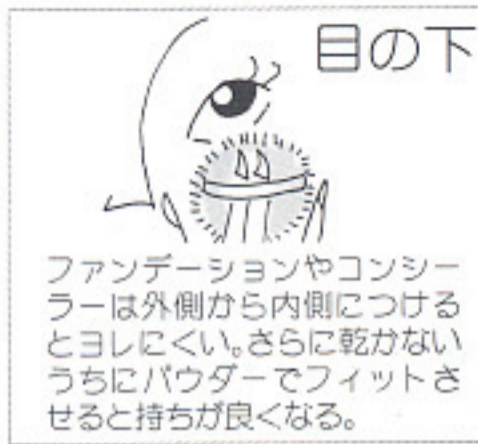 目の下
ファンデーションやコンシー
ラーは外側から内側につける
とヨレにくい。さらに乾かない
うちにパウダーでフィットさ
せると持ちが良くなる。